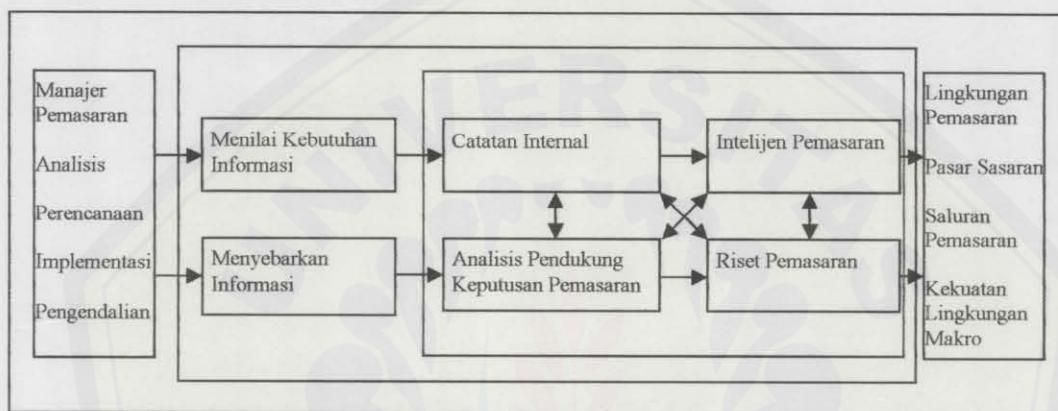 Manajer
Pemasaran
Analisis
Perencanaan
Implementasi
Pengendalian
Menilai Kebutuhan
Informasi
Menyebarkan
Informasi
Catatan Internal
Analisis Pendukung
Keputusan Pemasaran
Intelijen Pemasaran
Riset Pemasaran
Lingkungan
Pemasaran
Pasar Sasaran
Saluran
Pemasaran
Kekuatan
Lingkungan
Makro
UNIVERSITAS